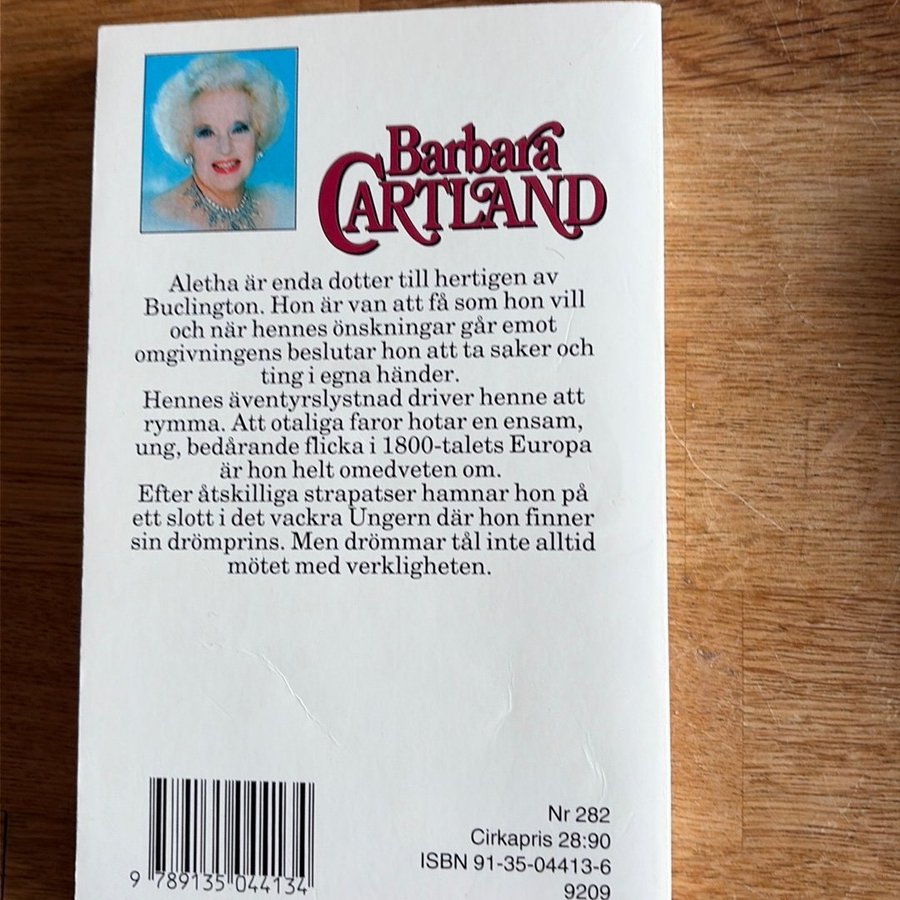 Barbara
CARTLAND
Aletha är enda dotter till hertigen av
Buclington. Hon är van att få som hon vill
och när hennes önskningar går emot
omgivningens beslutar hon att ta saker och
ting i egna händer.
Hennes äventyrslystnad driver henne att
rymma. Att otaliga faror hotar en ensam,
ung, bedårande flicka i 1800-talets Europa
är hon helt omedveten om.
Efter åtskilliga strapatser hamnar hon på
ett slott i det vackra Ungern där hon finner
sin drömprins. Men drömmar tål inte alltid
mötet med verkligheten.
Nr 282
Cirkapris 28:90
ISBN 91-35-04413-6
9209
9 789135 044134